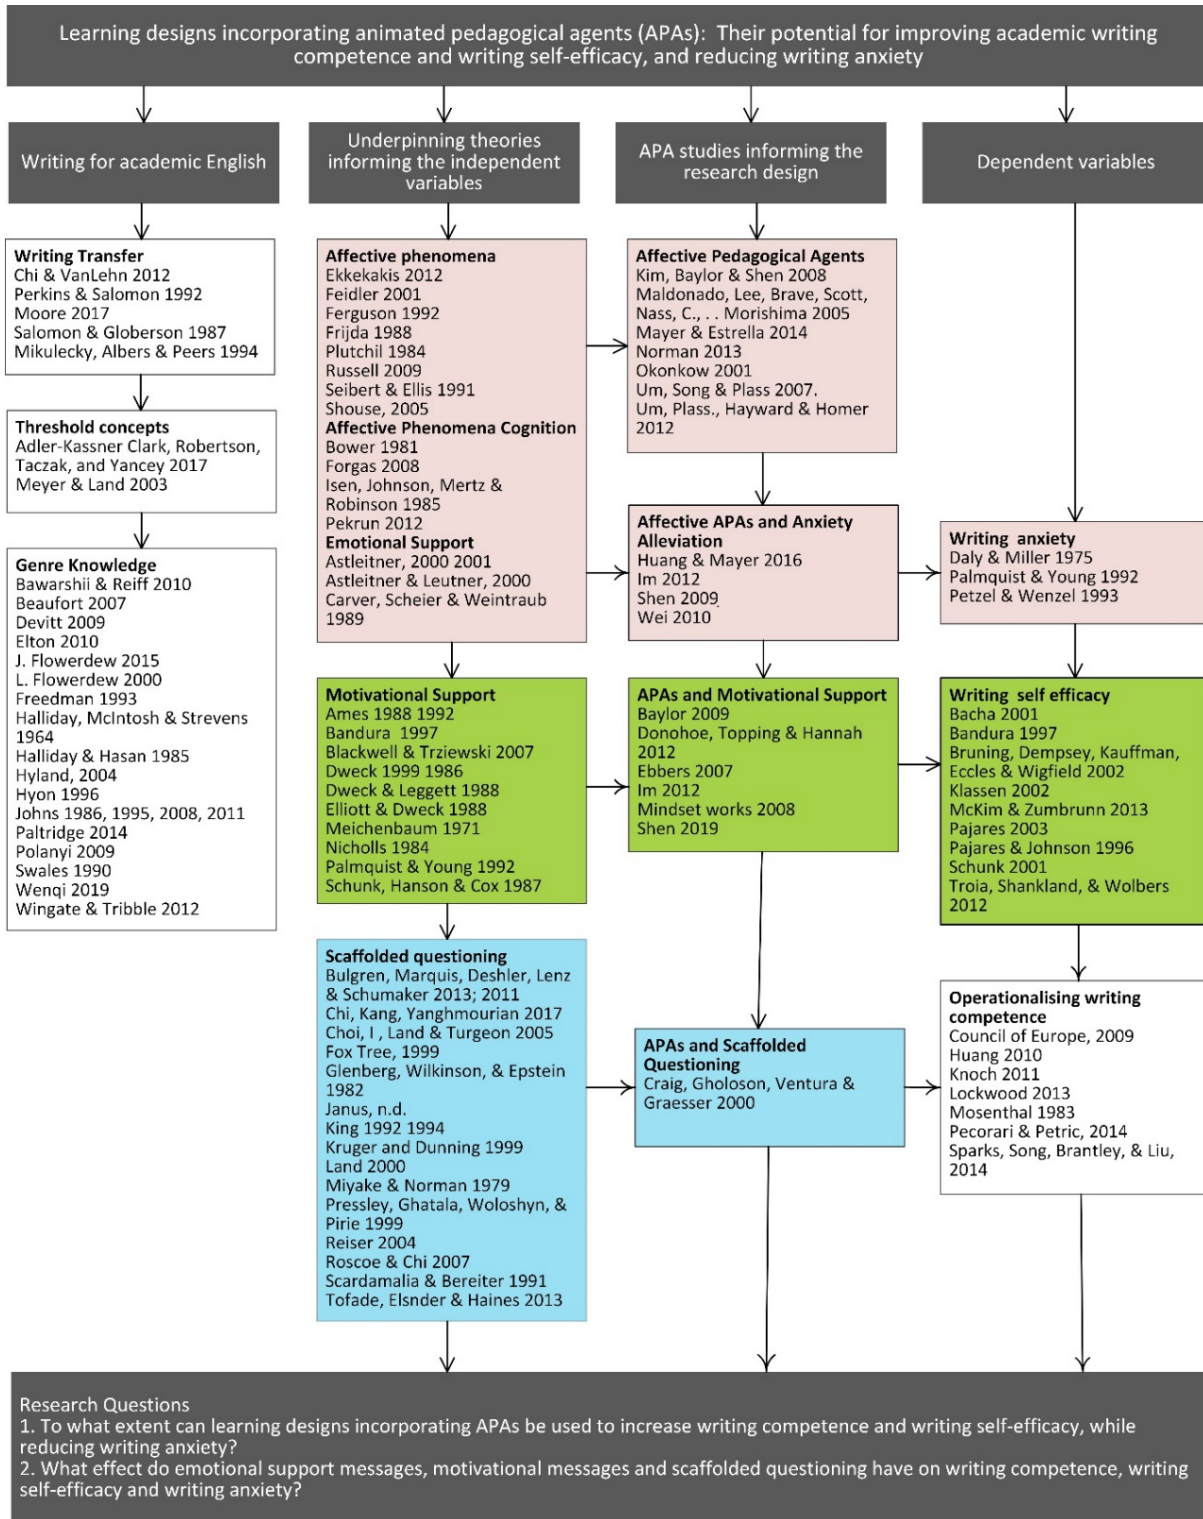 Learning designs incorporating animated pedagogical agents (APAs): Their potential for improving academic writing
competence and writing self-efficacy, and reducing writing anxiety
Writing for academic English
Underpinning theories
informing the independent
variables
APA studies informing the
research design
Dependent variables
Writing Transfer
Chi & VanLehn 2012
Perkins & Salomon 1992
Moore 2017
Salomon & Globerson 1987
Mikulecky, Albers & Peers 1994
Threshold concepts
Adler-Kassner Clark, Robertson,
Taczak, and Yancey 2017
Meyer & Land 2003
Genre Knowledge
Bawarshii & Reiff 2010
Beaufort 2007
Devitt 2009
Elton 2010
J. Flowerdew 2015
L. Flowerdew 2000
Freedman 1993
Halliday, McIntosh & Strevens
1964
Halliday & Hasan 1985
Hyland, 2004
Hyon 1996
Johns 1986, 1995, 2008, 2011
Paltridge 2014
Polanyi 2009
Swales 1990
Wenqi 2019
Wingate & Tribble 2012
Affective phenomena
Ekkekakis 2012
Feidler 2001
Ferguson 1992
Frijda 1988
Plutchil 1984
Russell 2009
Seibert & Ellis 1991
Shouse, 2005
Affective Phenomena Cognition
Bower 1981
Forgas 2008
Isen, Johnson, Mertz &
Robinson 1985
Pekrun 2012
Emotional Support
Astleitner, 2000 2001
Astleitner & Leutner, 2000
Carver, Scheier & Weintraub
1989
Motivational Support
Ames 1988 1992
Bandura 1997
Blackwell & Trziewski 2007
Dweck 1999 1986
Dweck & Leggett 1988
Elliott & Dweck 1988
Meichenbaum 1971
Nicholls 1984
Palmquist & Young 1992
Schunk, Hanson & Cox 1987
Scaffolded questioning
Bulgren, Marquis, Deshler, Lenz
& Schumaker 2013; 2011
Chi, Kang, Yanghmourian 2017
Choi, I , Land & Turgeon 2005
Fox Tree, 1999
Glenberg, Wilkinson, & Epstein
1982
Janus, n.d.
King 1992 1994
Kruger and Dunning 1999
Land 2000
Miyake & Norman 1979
Pressley, Ghatala, Woloshyn, &
Pirie 1999
Reiser 2004
Roscoe & Chi 2007
Scardamalia & Bereiter 1991
Tofade, Elsnder & Haines 2013
Affective Pedagogical Agents
Kim, Baylor & Shen 2008
Maldonado, Lee, Brave, Scott,
Nass, C., . . Morishima 2005
Mayer & Estrella 2014
Norman 2013
Okonkow 2001
Um, Song & Plass 2007.
Um, Plass., Hayward & Homer
2012
Affective APAs and Anxiety
Alleviation
Huang & Mayer 2016
Im 2012
Shen 2009
Wei 2010
APAs and Motivational Support
Baylor 2009
Donohoe, Topping & Hannah
2012
Ebbers 2007
Im 2012
Mindset works 2008
Shen 2019
APAs and Scaffolded
Questioning
Craig, Gholoson, Ventura &
Graesser 2000
Writing anxiety
Daly & Miller 1975
Palmquist & Young 1992
Petzel & Wenzel 1993
Writing self efficacy
Bacha 2001
Bandura 1997
Bruning, Dempsey, Kauffman,
Eccles & Wigfield 2002
Klassen 2002
McKim & Zumbrunn 2013
Pajares 2003
Pajares & Johnson 1996
Schunk 2001
Troia, Shankland, & Wolbers
2012
Operationalising writing
competence
Council of Europe, 2009
Huang 2010
Knoch 2011
Lockwood 2013
Mosenthal 1983
Pecorari & Petric, 2014
Sparks, Song, Brantley, & Liu,
2014
Research Questions
1. To what extent can learning designs incorporating APAs be used to increase writing competence and writing self-efficacy, while
reducing writing anxiety?
2. What effect do emotional support messages, motivational messages and scaffolded questioning have on writing competence, writing
self-efficacy and writing anxiety?